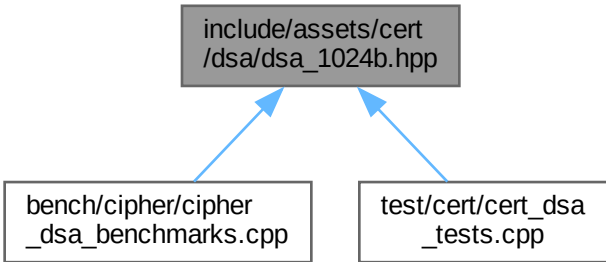 include/assets/cert
/dsa/dsa_1024b.hpp
bench/cipher/cipher
_dsa_benchmarks.cpp
test/cert/cert_dsa
_tests.cpp